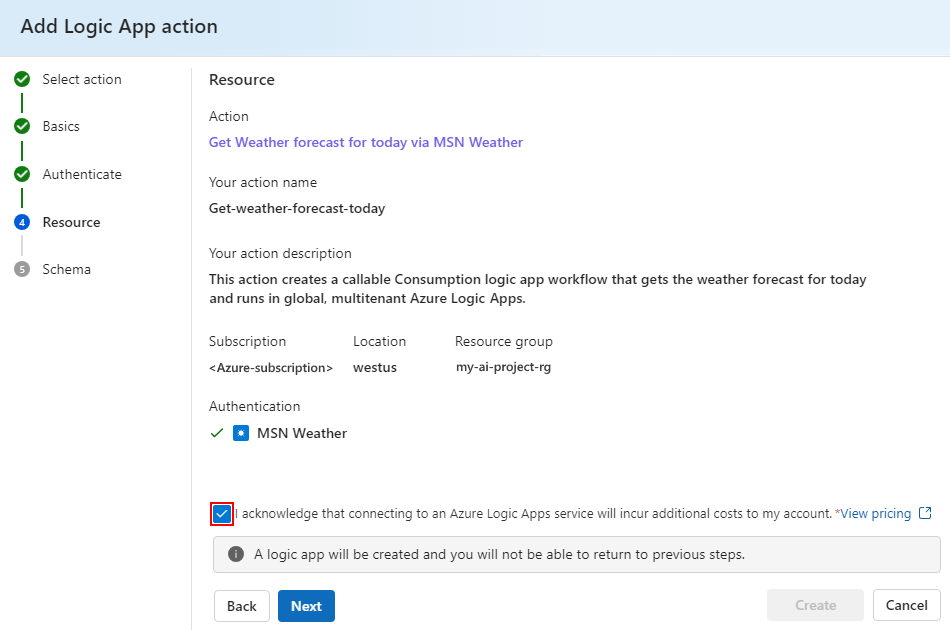 Add Logic App action
Select action
Basics
Authenticate
4 Resource
5 Schema
Resource
Action
Get Weather forecast for today via MSN Weather
Your action name
Get-weather-forecast-today
Your action description
This action creates a callable Consumption logic app workflow that gets the weather forecast for today
and runs in global, multitenant Azure Logic Apps.
Subscription Location Resource group
<Azure-subscription> westus my-ai-project-rg
Authentication
MSN Weather
I acknowledge that connecting to an Azure Logic Apps service will incur additional costs to my account. *View pricing
A logic app will be created and you will not be able to return to previous steps.
Back Next Create Cancel